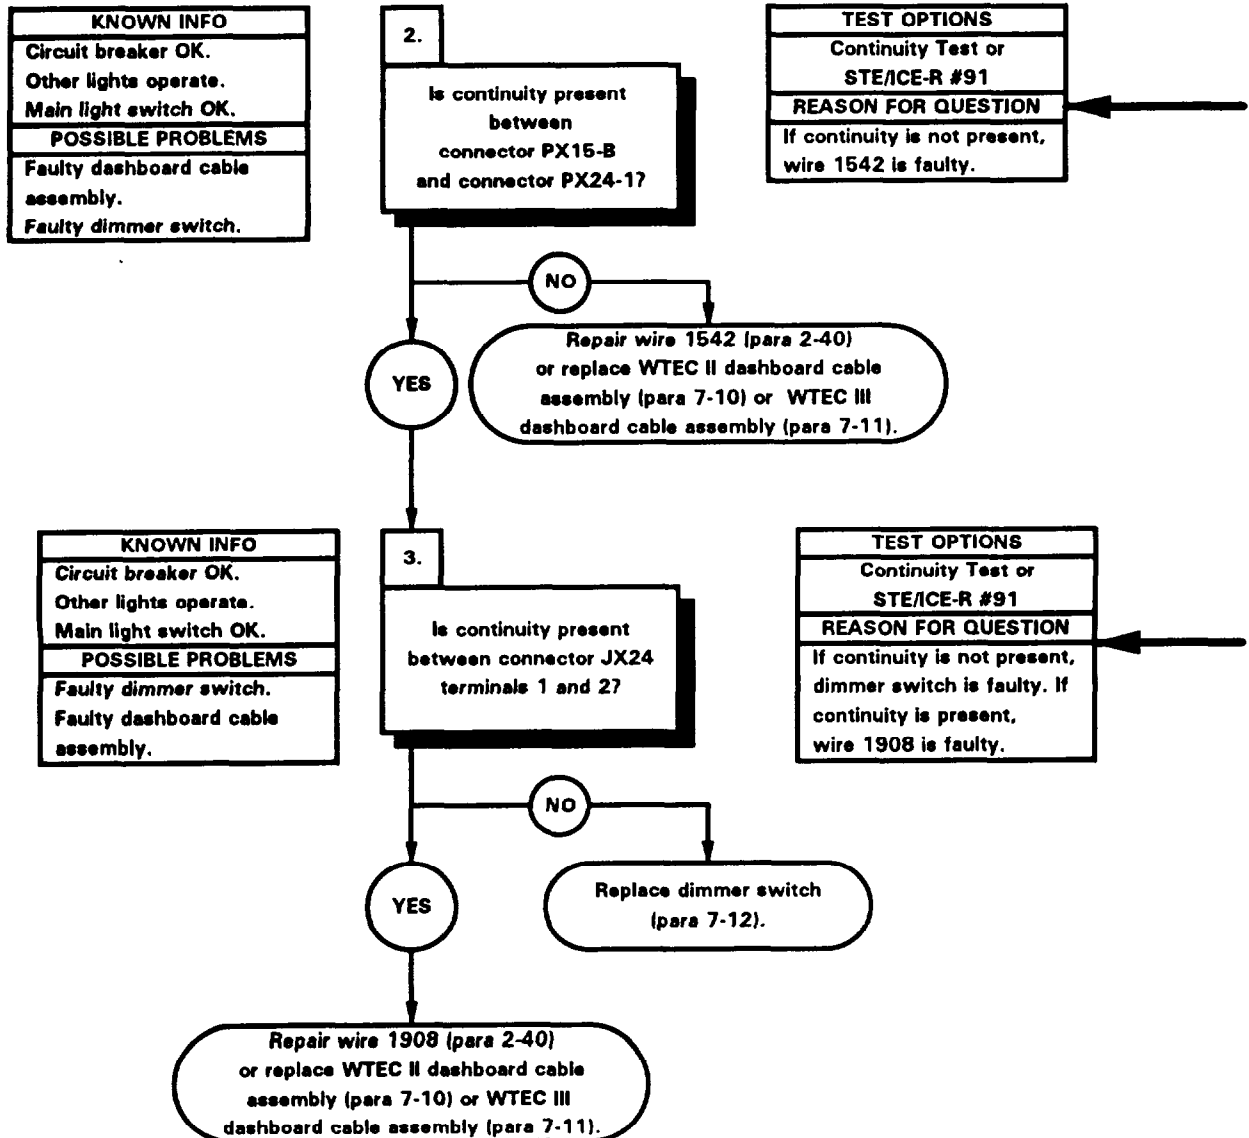 KNOWN INFO
Circuit breaker OK.
Other lights operate.
Main light switch OK.
POSSIBLE PROBLEMS
Faulty dashboard cable
assembly.
Faulty dimmer switch.
2.
Is continuity present
between
connector PX15-B
and connector PX24-1?
TEST OPTIONS
Continuity Test or
STE/ICE-R #91
REASON FOR QUESTION
If continuity is not present,
wire 1542 is faulty.
NO
YES
Repair wire 1542 (para 2-40)
or replace WTEC II dashboard cable
assembly (para 7-10) or WTEC III
dashboard cable assembly (para 7-11).
KNOWN INFO
Circuit breaker OK.
Other lights operate.
Main light switch OK.
POSSIBLE PROBLEMS
Faulty dimmer switch.
Faulty dashboard cable
assembly.
3.
Is continuity present
between connector JX24
terminals 1 and 2?
TEST OPTIONS
Continuity Test or
STE/ICE-R #91
REASON FOR QUESTION
If continuity is not present,
dimmer switch is faulty. If
continuity is present,
wire 1908 is faulty.
NO
YES
Replace dimmer switch
(para 7-12).
Repair wire 1908 (para 2-40)
or replace WTEC II dashboard cable
assembly (para 7-10) or WTEC III
dashboard cable assembly (para 7-11).